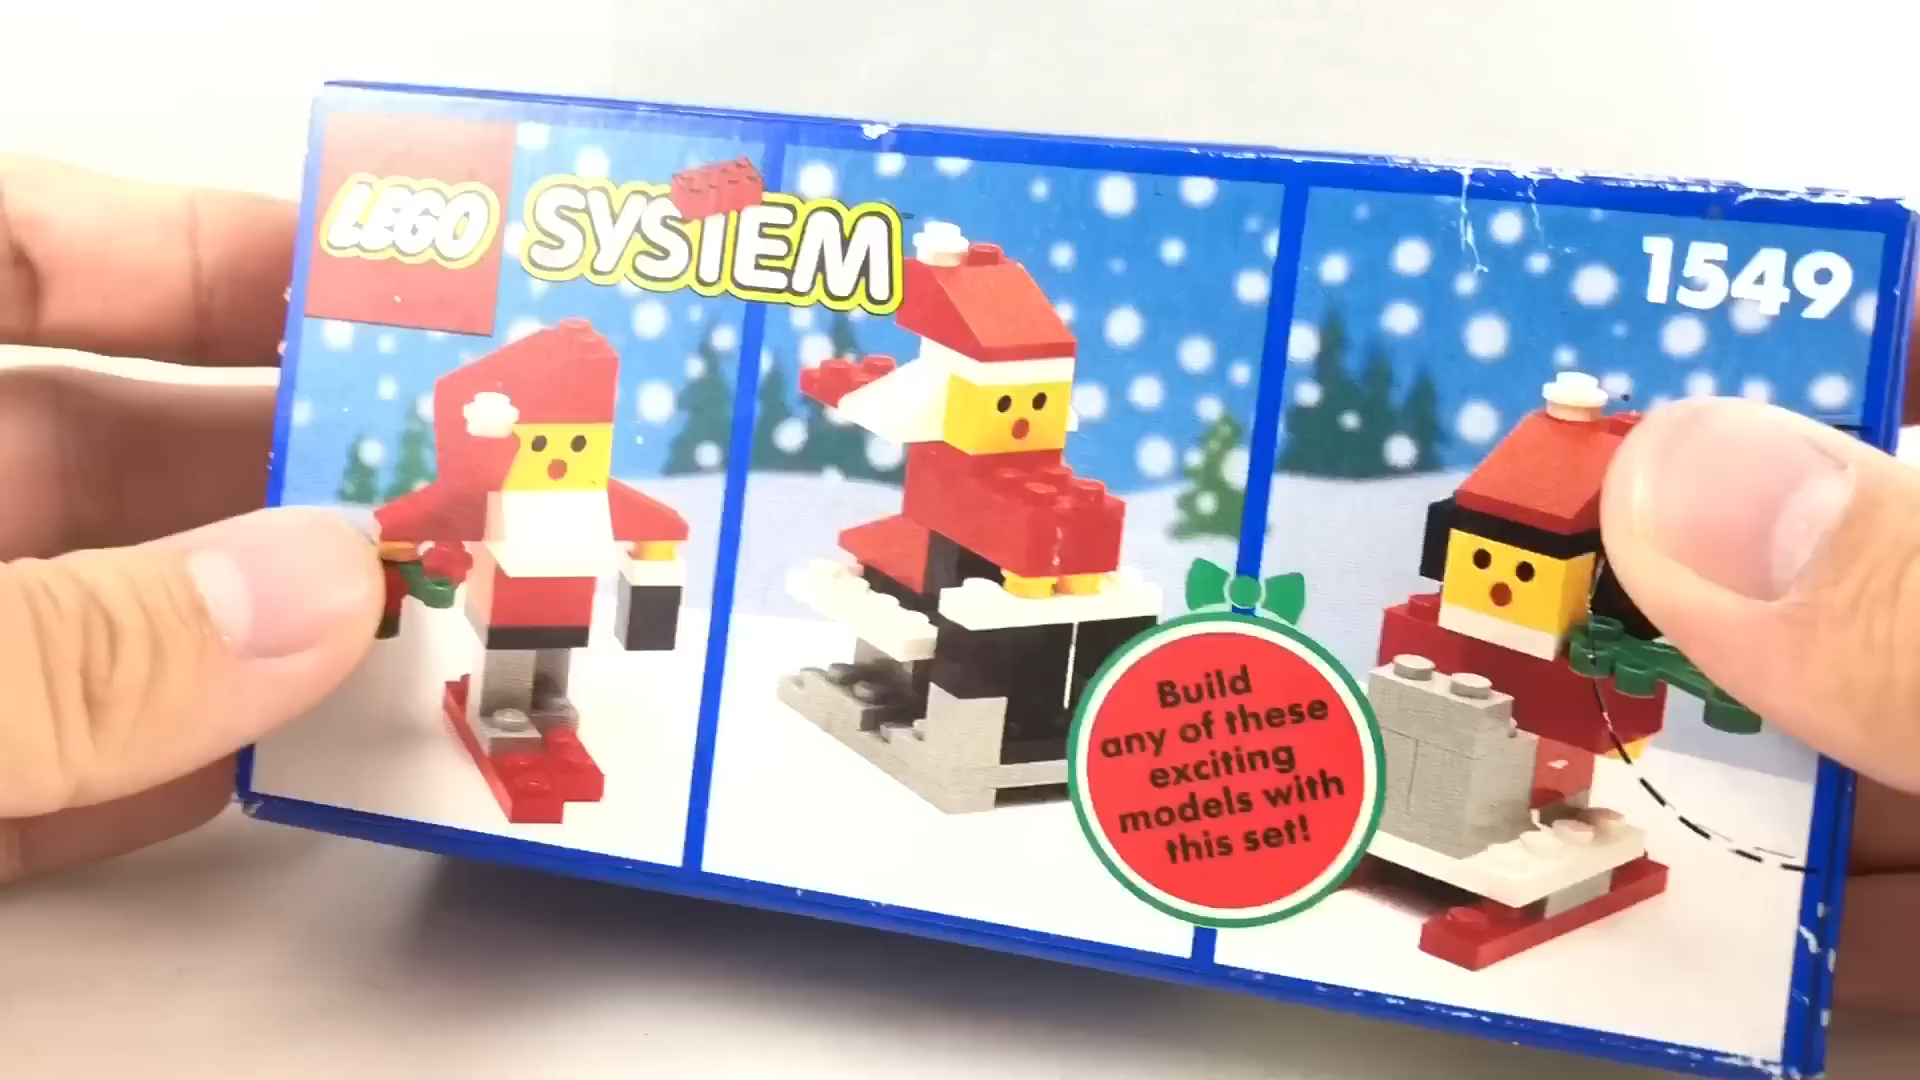 LEGO SYSTEM
1549
Build
any of these
exciting
models with
this set!